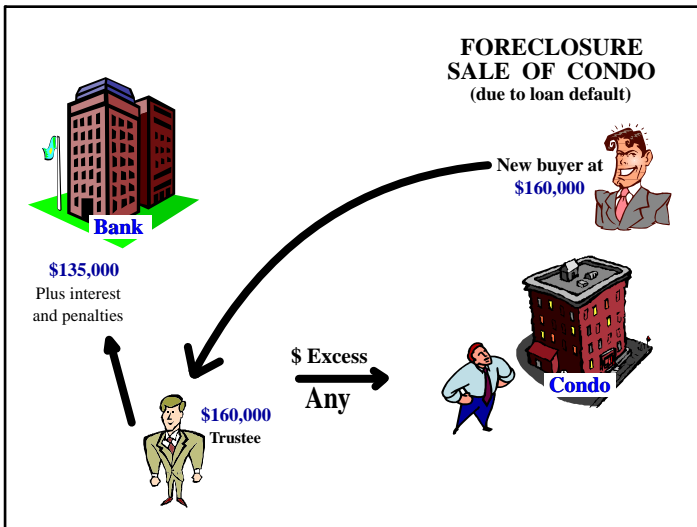 FORECLOSURE
SALE OF CONDO
(due to loan default)
New buyer at
$160,000
Bank
$135,000
Plus interest
and penalties
$ Excess
Any
Condo
$160,000
Trustee